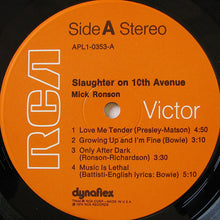 Side A Stereo
APL1-0353-A
Slaughter on 10th Avenue
Mick Ronson
RCA
Victor
1 Love Me Tender (Presley-Matson) 4:50
2 Growing Up and I'm Fine (Bowie) 3:10
3 Only After Dark
(Ronson-Richardson) 3:30
4 Music Is Lethal
(Battisti-English lyrics: Bowie) 5:10
dynaflex